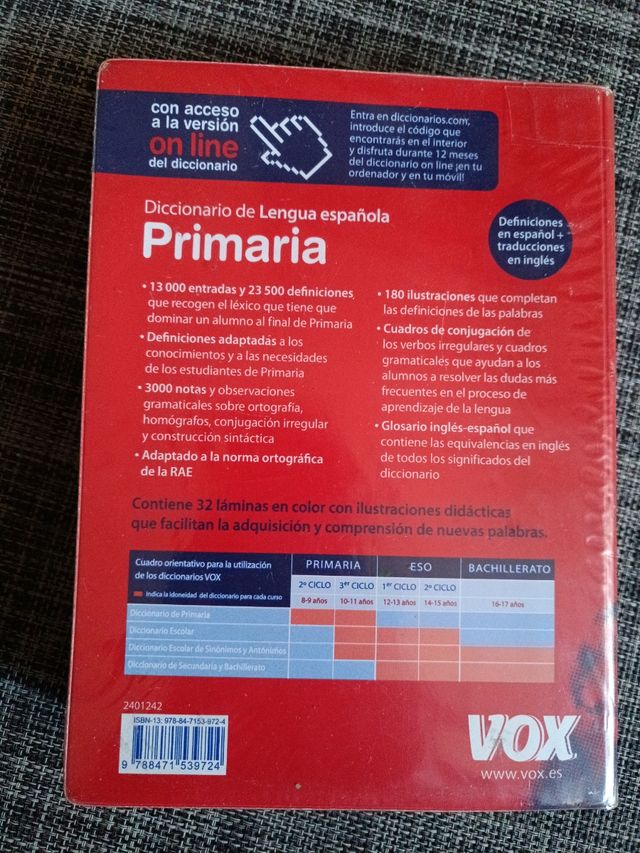 con acceso
a la versión
on line
del diccionario
Entra en diccionarios.com,
introduce el código que
encontrarás en el interior
y disfruta durante 12 meses
del diccionario on line ¡en tu
ordenador y en tu móvil!
Diccionario de Lengua española
Primaria
Definiciones
en español +
traducciones
en inglés
• 13 000 entradas y 23 500 definiciones
que recogen el léxico que tiene que
dominar un alumno al final de Primaria
• Definiciones adaptadas a los
conocimientos y a las necesidades
de los estudiantes de Primaria
• 3000 notas y observaciones
gramaticales sobre ortografía,
homógrafos, conjugación irregular
y construcción sintáctica
• Adaptado a la norma ortográfica
de la RAE
• 180 ilustraciones que completan
las definiciones de las palabras
• Cuadros de conjugación de
los verbos irregulares y cuadros
gramaticales que ayudan a los
alumnos a resolver las dudas más
frecuentes en el proceso de
aprendizaje de la lengua
• Glosario inglés-español que
contiene las equivalencias en inglés
de todos los significados del
diccionario
Contiene 32 láminas en color con ilustraciones didácticas
que facilitan la adquisición y comprensión de nuevas palabras.
Cuadro orientativo para la utilización
de los diccionarios VOX
Indica la idoneidad del diccionario para cada curso
PRIMARIA ESO BACHILLERATO
2º CICLO 3er CICLO 1er CICLO 2º CICLO
8-9 años 10-11 años 12-13 años 14-15 años 16-17 años
Diccionario de Primaria
Diccionario Escolar
Diccionario Escolar de Sinónimos y Antónimos
Diccionario de Secundaria y Bachillerato
2401242
ISBN-13: 978-84-7153-972-4
9 788471 539724
VOX
www.vox.es